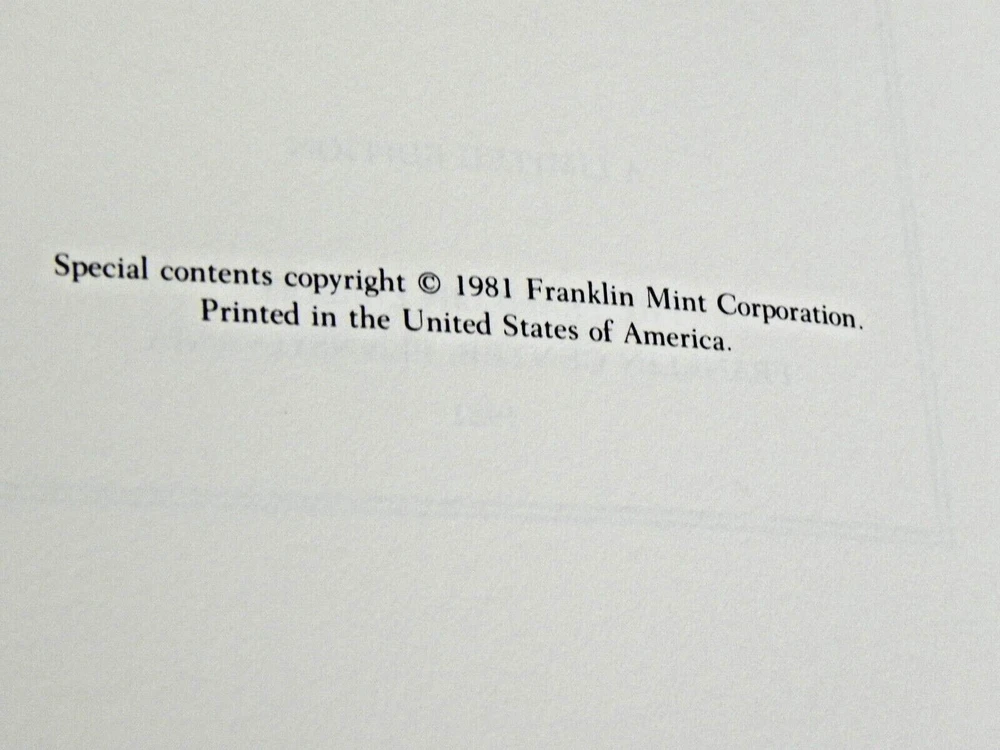 Special contents copyright © 1981 Franklin Mint Corporation.
Printed in the United States of America.